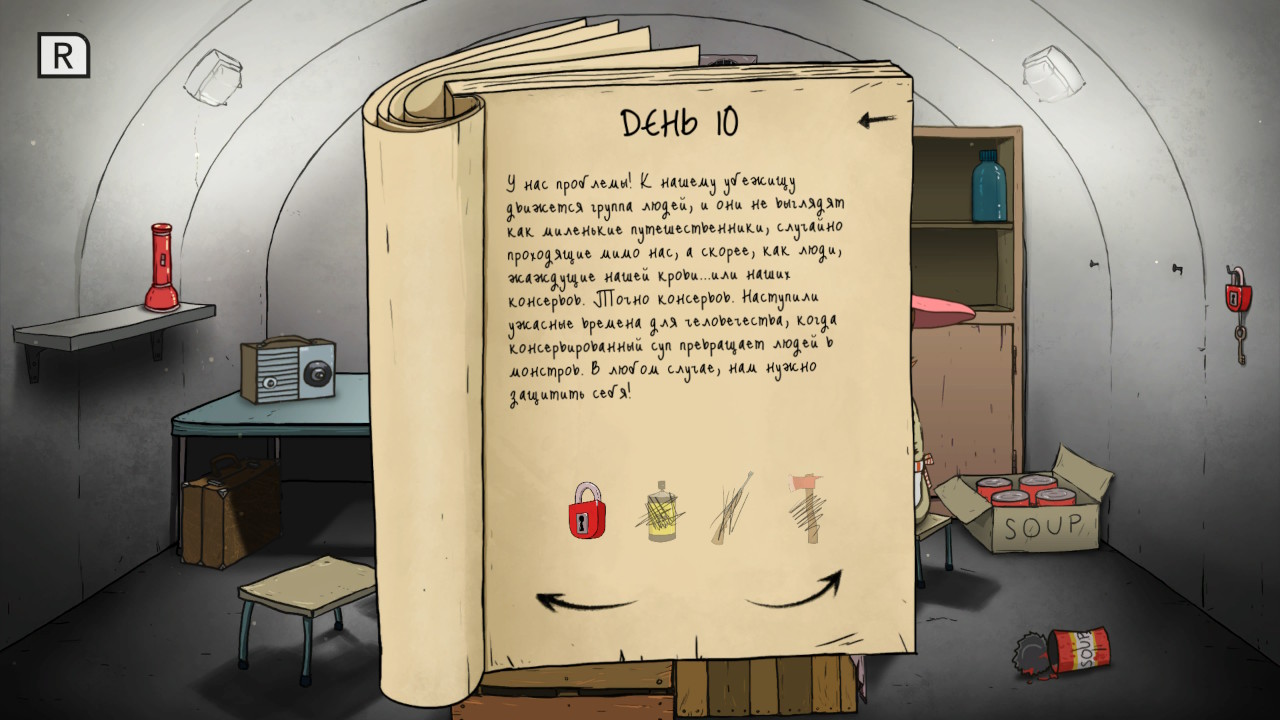 R
ДЕНЬ 10
У нас проблемы! К нашему убежищу
движется группа людей, и они не выглядят
как миленькие путешественники, случайно
проходящие мимо нас, а скорее, как люди,
жаждущие нашей крови...или наших
консервов. Точно консервов. Наступили
ужасные времена для человечества, когда
консервированный суп превращает людей в
монстров. В любом случае, нам нужно
защитить себя!
SOUP
SOUP